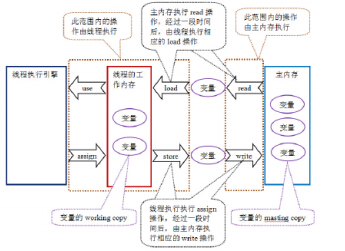 此范围内的操
作由线程执行
主内存执行 read 操
作，经过一段时间
后，由线程执行相
应的 load 操作
此范围内的操作
由主内存执行
线程执行引擎
线程的工
作内存
主内存
use
load
变量
read
变量
变量
变量
变量
变量
assign
store
变量
write
变量的 working copy
线程执行执行 assign
操作，经过一段时
间后，由主内存执
行相应的 write 操作
变量的 masting copy